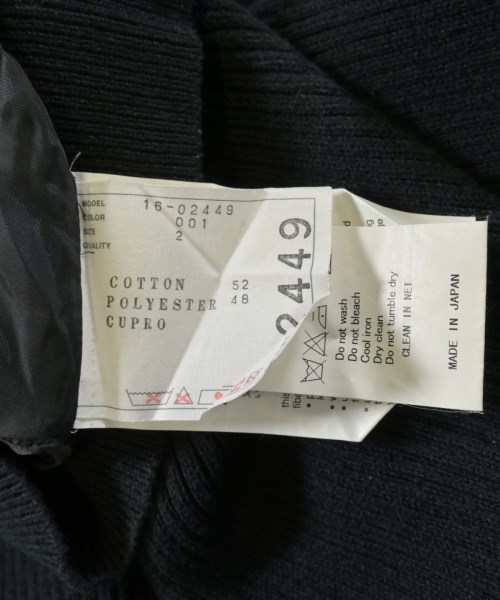 MODEL 16-02449
COLOR 001
SIZE 2
QUALITY
COTTON 52
POLYESTER 48
CUPRO
2449
Do not wash
Do not bleach
Cool iron
Dry clean
Do not tumble dry
CLEAN IN NET
MADE IN JAPAN